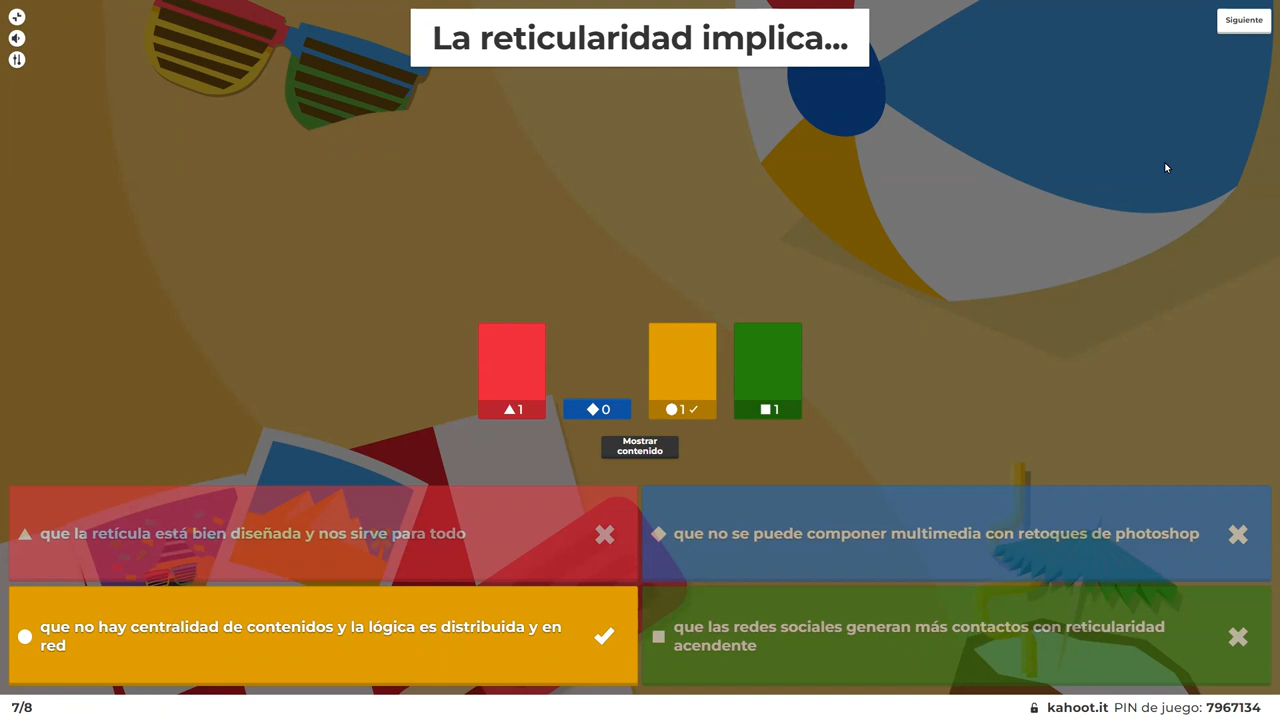 La reticularidad implica...
Siguiente
1
0
1
1
Mostrar
contenido
que la retícula está bien diseñada y nos sirve para todo
que no se puede componer multimedia con retoques de photoshop
que no hay centralidad de contenidos y la lógica es distribuida y en
red
que las redes sociales generan más contactos con reticularidad
acendente
7/8
kahoot.it PIN de juego: 7967134